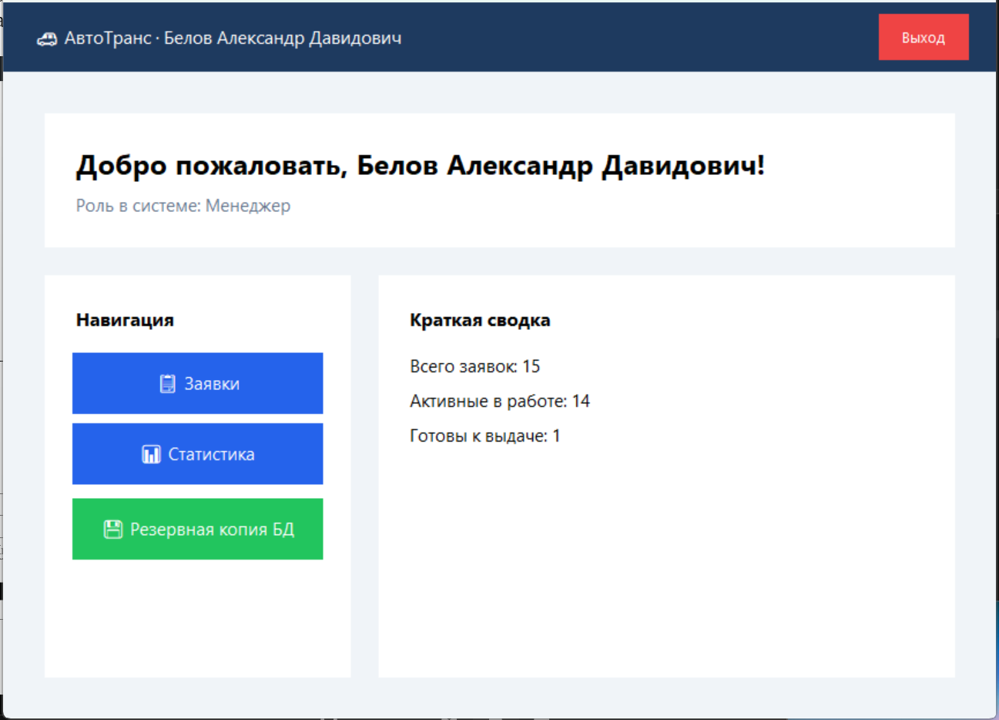 АвтоТранс · Белов Александр Давидович
Выход
Добро пожаловать, Белов Александр Давидович!
Роль в системе: Менеджер
Навигация
Заявки
Статистика
Резервная копия БД
Краткая сводка
Всего заявок: 15
Активные в работе: 14
Готовы к выдаче: 1